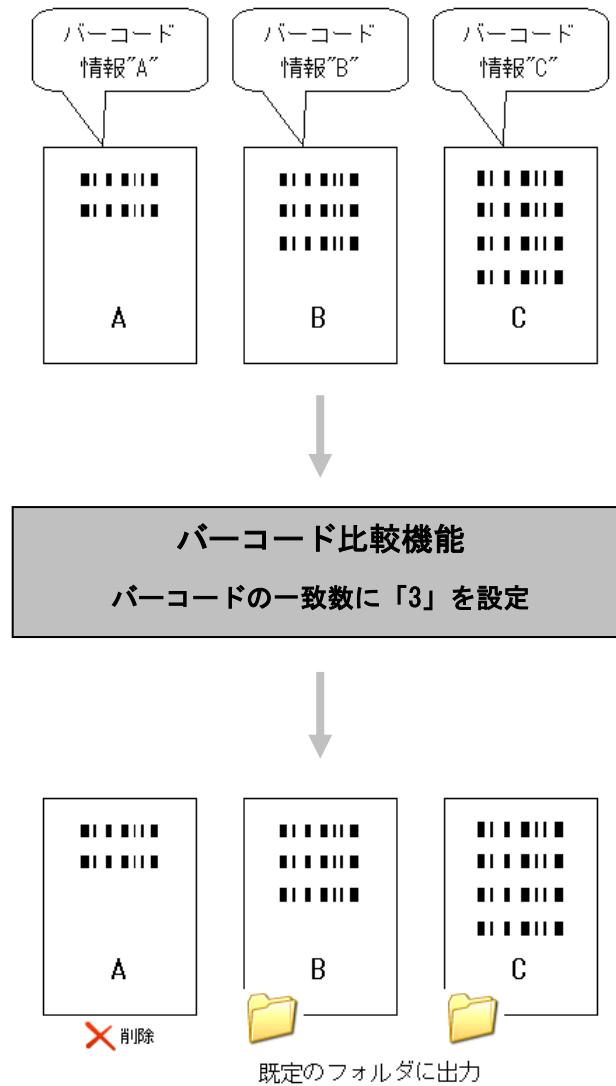 バーコード
情報"A"
バーコード
情報"B"
バーコード
情報"C"
A
B
C
バーコード比較機能
バーコードの一致数に「3」を設定
A
B
C
削除
既定のフォルダに出力